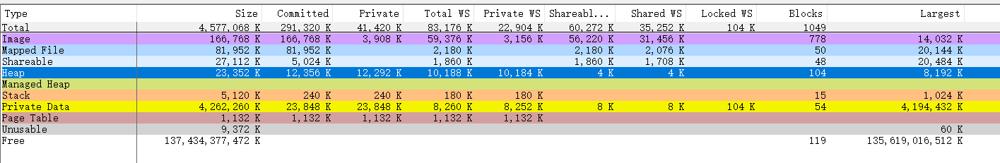 Type Size Committed Private Total WS Private WS Shareabl... Shared WS Locked WS Blocks Largest
Total 4,577,068 K 291,320 K 41,420 K 83,176 K 22,904 K 60,272 K 35,252 K 104 K 1049
Image 166,768 K 166,768 K 3,908 K 59,376 K 3,156 K 56,220 K 31,456 K 778 14,032 K
Mapped File 81,952 K 81,952 K 2,180 K 2,180 K 2,076 K 50 20,144 K
Shareable 27,112 K 5,024 K 1,860 K 1,860 K 1,708 K 48 20,484 K
Heap 23,352 K 12,356 K 12,292 K 10,188 K 10,184 K 4 K 4 K 104 8,192 K
Managed Heap
Stack 5,120 K 240 K 240 K 180 K 180 K 15 1,024 K
Private Data 4,262,260 K 23,848 K 23,848 K 8,260 K 8,252 K 8 K 8 K 104 K 54 4,194,432 K
Page Table 1,132 K 1,132 K 1,132 K 1,132 K 1,132 K
Unusable 9,372 K 60 K
Free 137,434,377,472 K 119 135,619,016,512 K